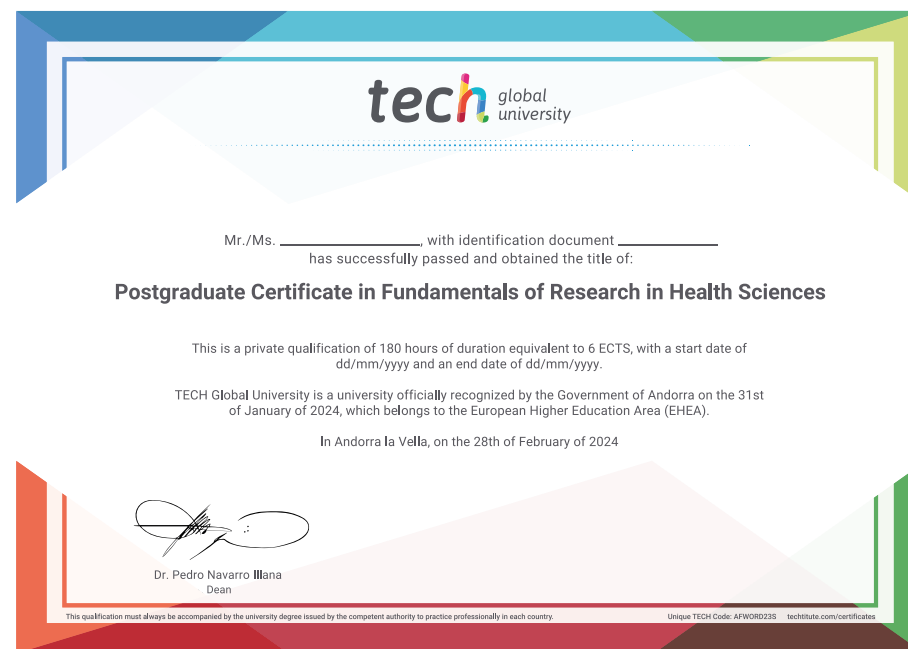 tech global
university
Mr./Ms. ____________________, with identification document ______________
has successfully passed and obtained the title of:
Postgraduate Certificate in Fundamentals of Research in Health Sciences
This is a private qualification of 180 hours of duration equivalent to 6 ECTS, with a start date of
dd/mm/yyyy and an end date of dd/mm/yyyy.
TECH Global University is a university officially recognized by the Government of Andorra on the 31st
of January of 2024, which belongs to the European Higher Education Area (EHEA).
In Andorra la Vella, on the 28th of February of 2024
Dr. Pedro Navarro Illana
Dean
This qualification must always be accompanied by the university degree issued by the competent authority to practice professionally in each country.
Unique TECH Code: AFWORD23S techtitute.com/certificates